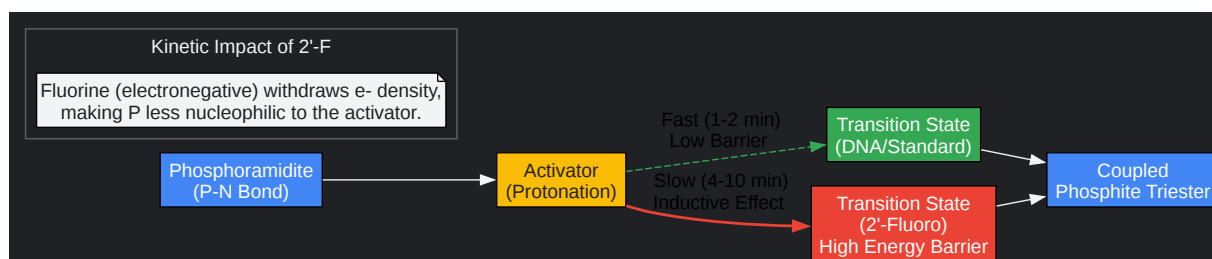 Kinetic Impact of 2'-F
Fluorine (electronegative) withdraws e- density,
making P less nucleophilic to the activator.
Phosphoramidite
(P-N Bond)
Activator
(Protonation)
Fast (1-2 min)
Low Barrier
Slow (4-10 min)
Inductive Effect
Transition State
(DNA/Standard)
Transition State
(2'-Fluoro)
High Energy Barrier
Coupled
Phosphite Triester